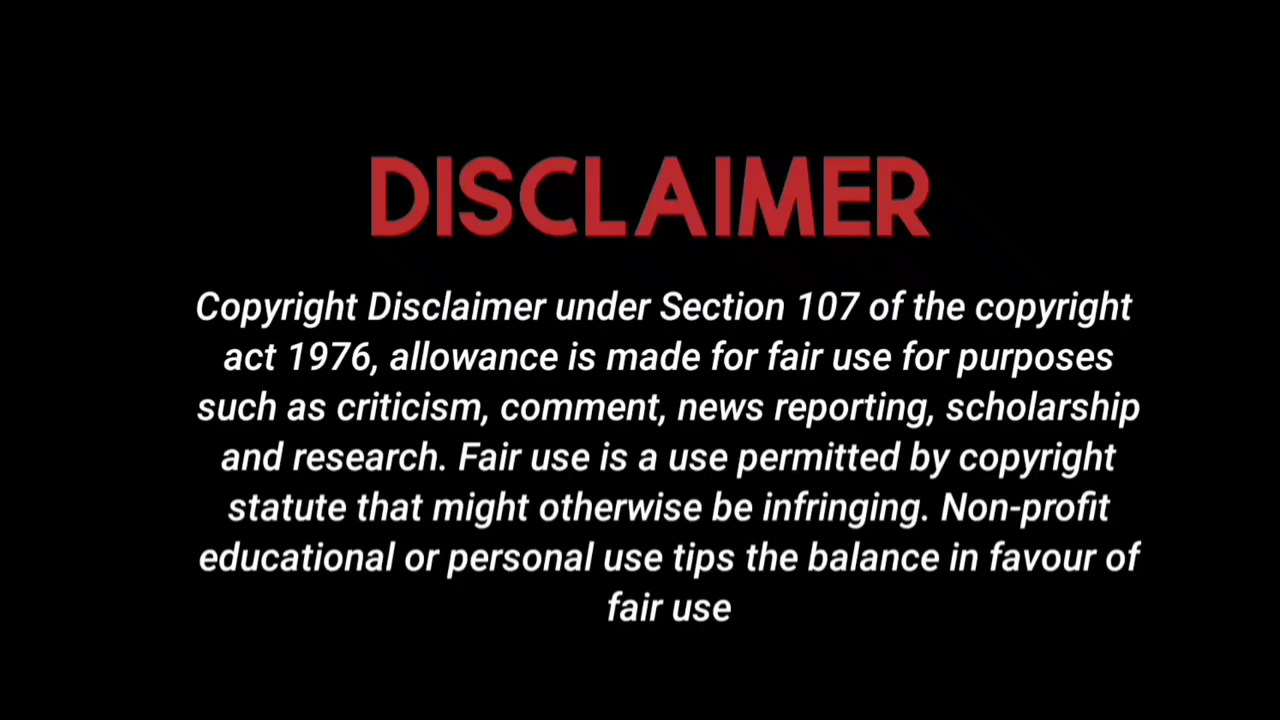 DISCLAIMER
Copyright Disclaimer under Section 107 of the copyright
act 1976, allowance is made for fair use for purposes
such as criticism, comment, news reporting, scholarship
and research. Fair use is a use permitted by copyright
statute that might otherwise be infringing. Non-profit
educational or personal use tips the balance in favour of
fair use